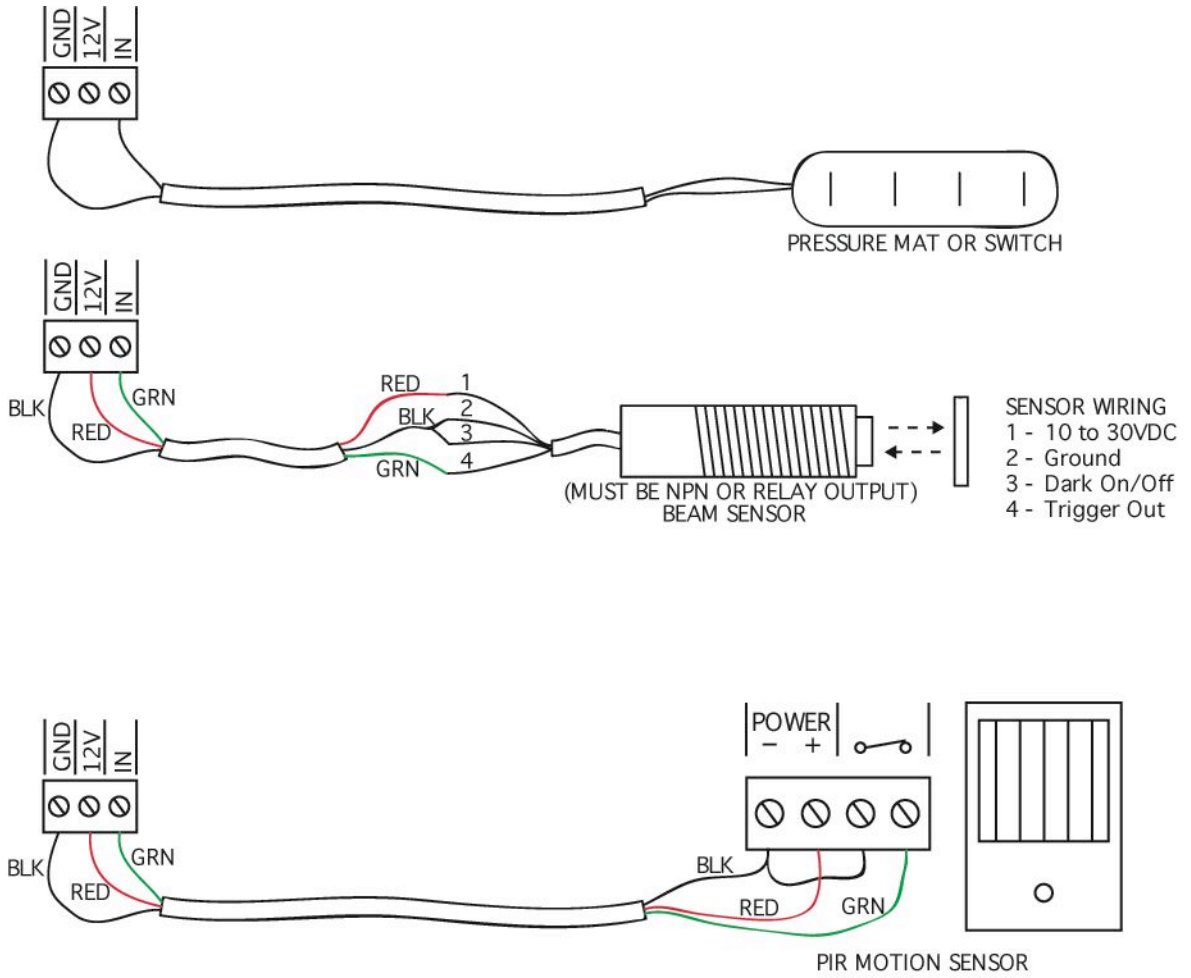 GND 12V IN
PRESSURE MAT OR SWITCH
GND 12V IN
BLK
RED
GRN
RED
BLK
GRN
1
2
3
4
(MUST BE NPN OR RELAY OUTPUT)
BEAM SENSOR
SENSOR WIRING
1 - 10 to 30VDC
2 - Ground
3 - Dark On/Off
4 - Trigger Out
GND 12V IN
BLK
RED
GRN
POWER
- +
BLK
RED
GRN
PIR MOTION SENSOR